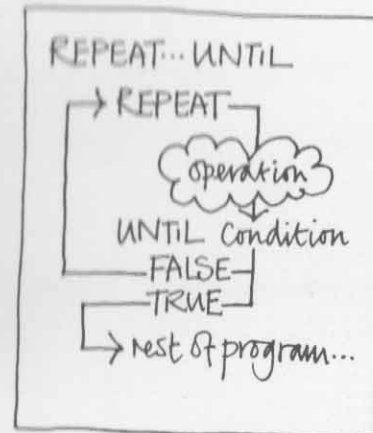 REPEAT... UNTIL
REPEAT
operation
UNTIL Condition
FALSE
TRUE
rest of program...